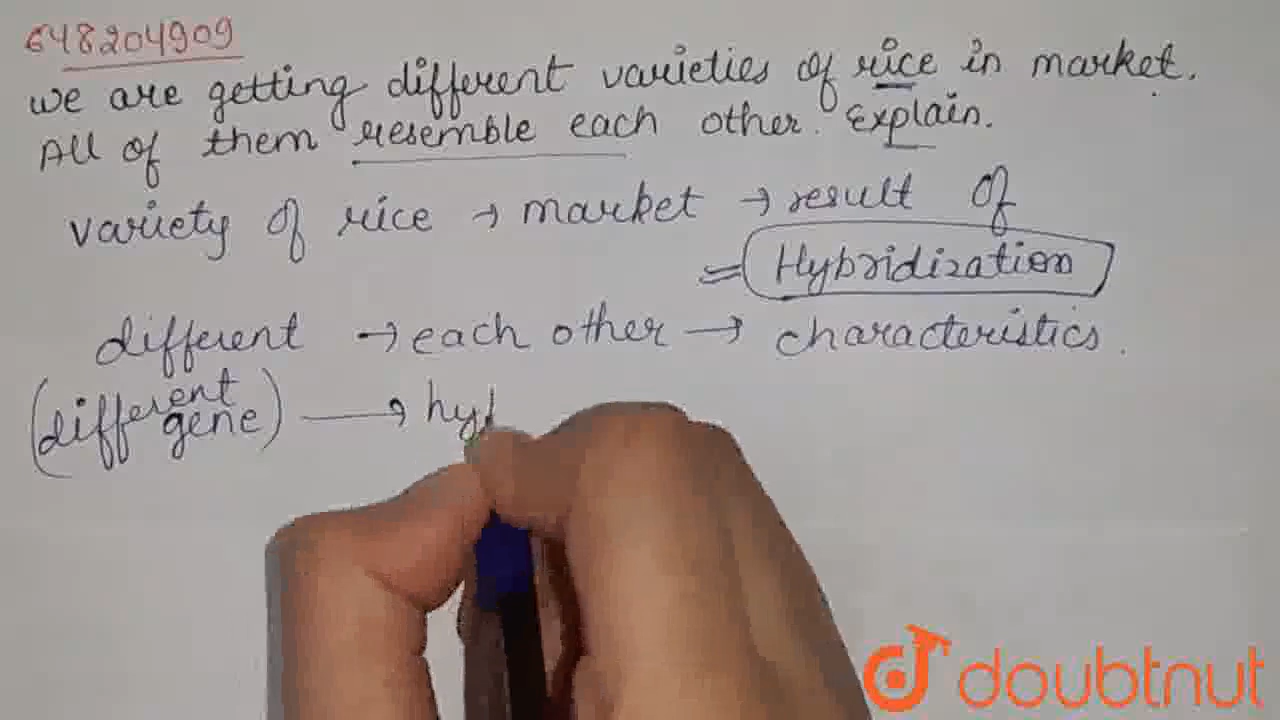 648204909
we are getting different varieties of rice in market.
All of them resemble each other. Explain.
variety of rice → market → result of
= Hybridization
different → each other → characteristics.
(different gene) → hyb
doubtnut